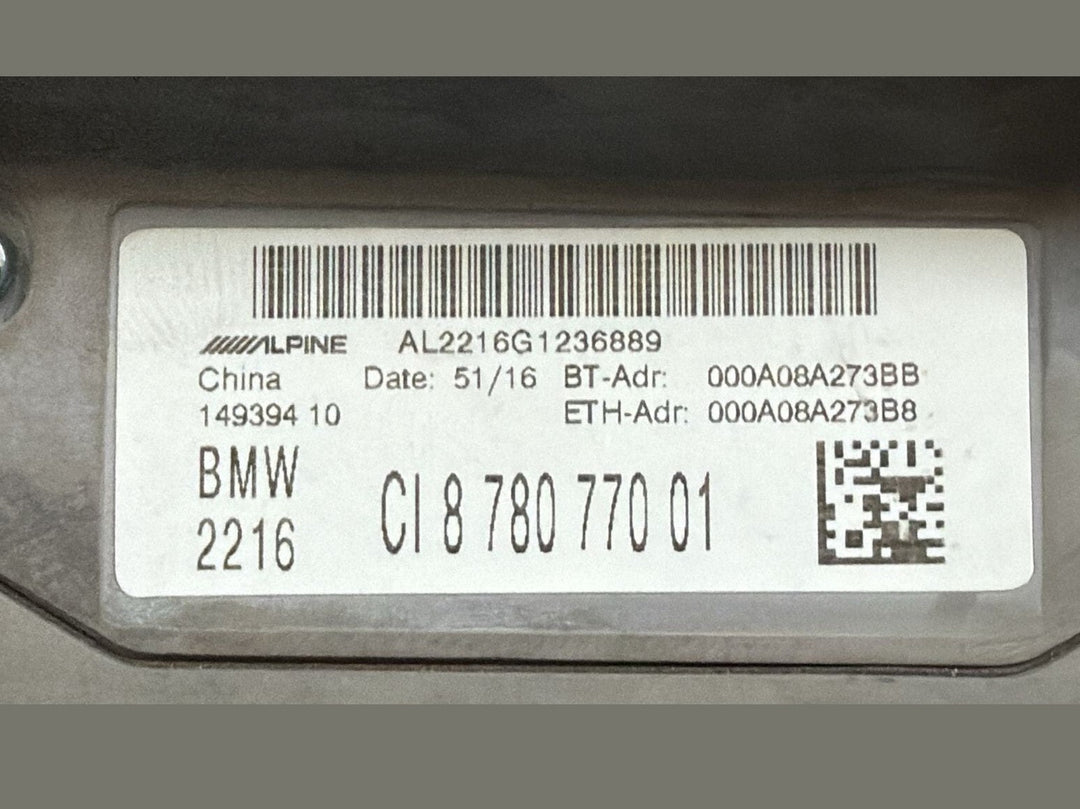 ALPINE AL2216G1236889
China Date: 51/16 BT-Adr: 000A08A273BB
149394 10 ETH-Adr: 000A08A273B8
BMW
2216 CI 8 780 770 01